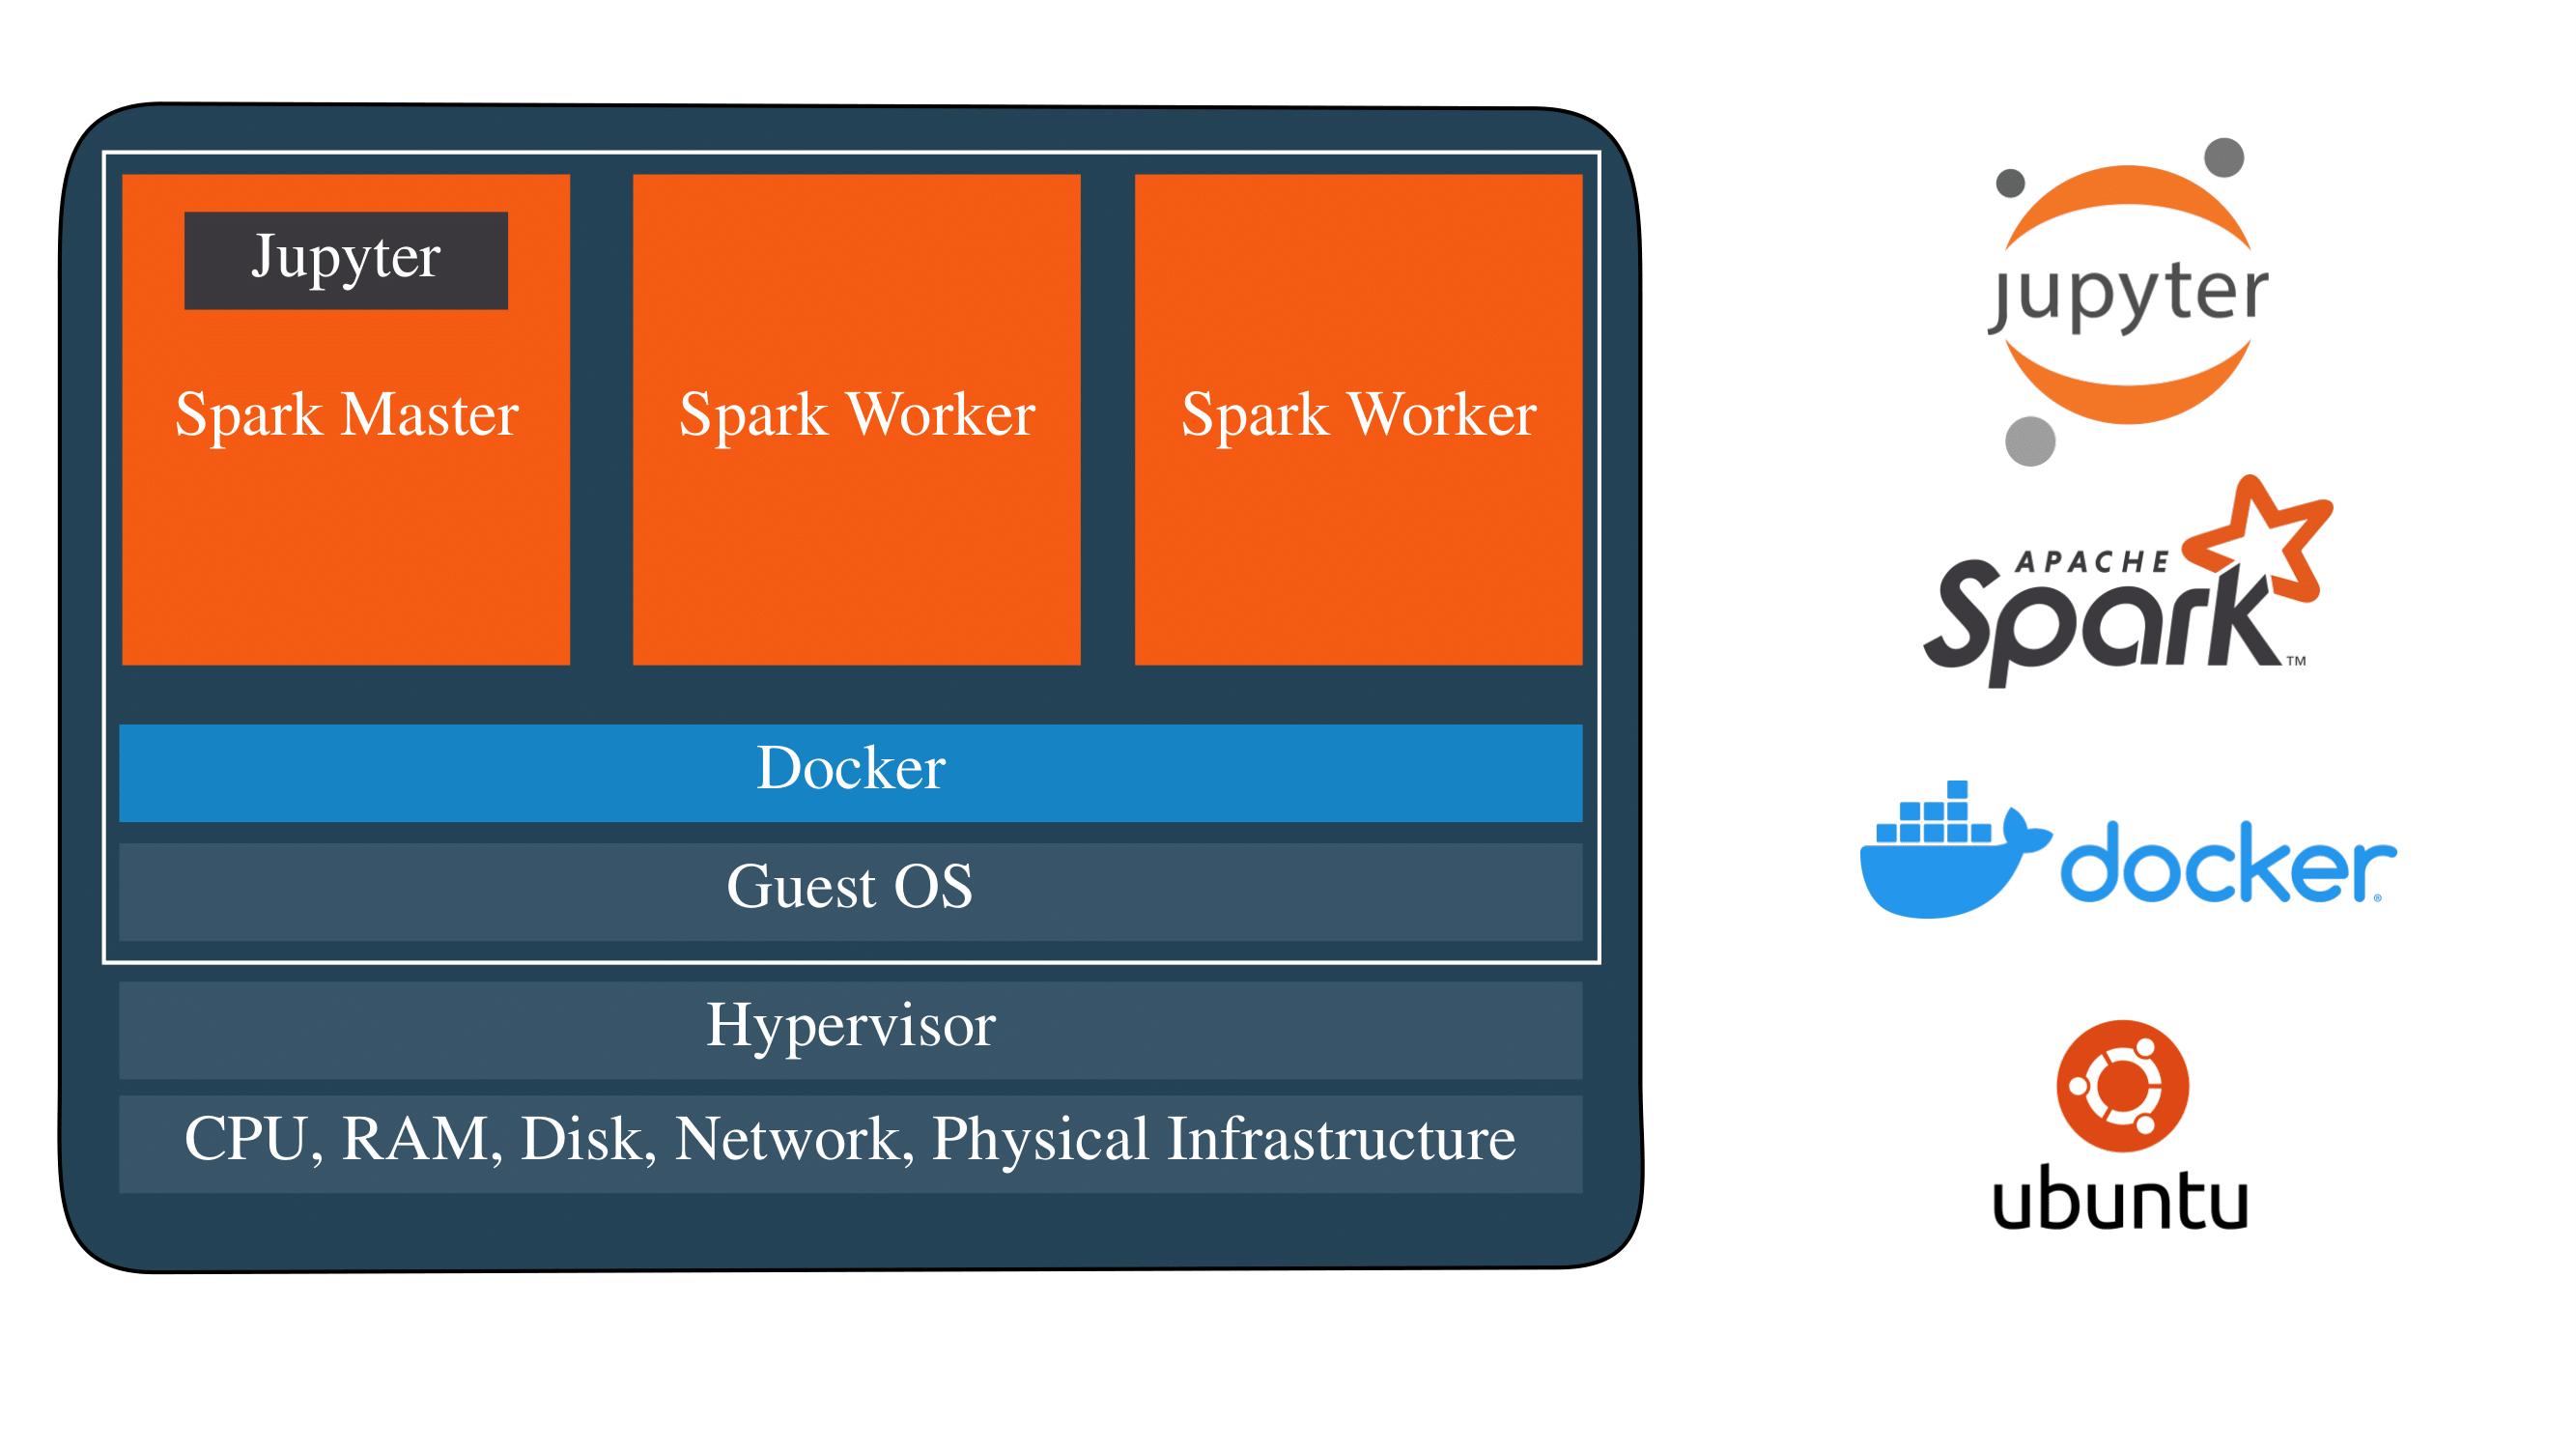 Jupyter
Spark Master
Spark Worker
Spark Worker
Docker
Guest OS
Hypervisor
CPU, RAM, Disk, Network, Physical Infrastructure
jupyter
APACHE
Spark™
docker®
ubuntu